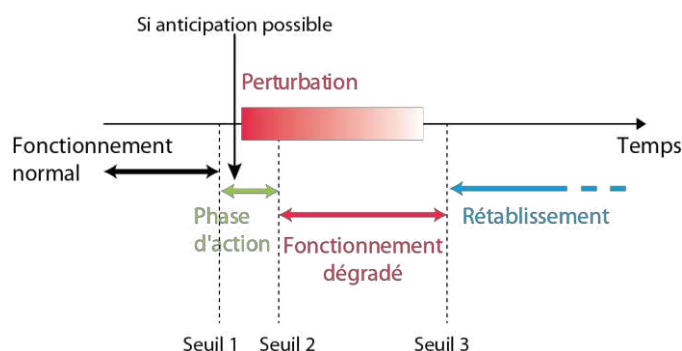 Si anticipation possible
Perturbation
Fonctionnement
normal
Temps
Phase
d'action
Fonctionnement
dégradé
Rétablissement
Seuil 1
Seuil 2
Seuil 3